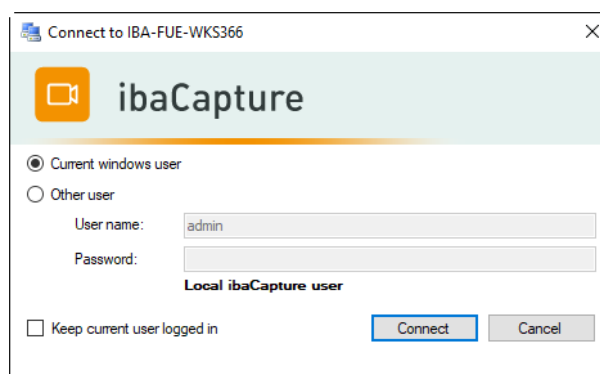 Connect to IBA-FUE-WKS366
ibaCapture
Current windows user
Other user
User name: admin
Password:
Local ibaCapture user
Keep current user logged in Connect Cancel